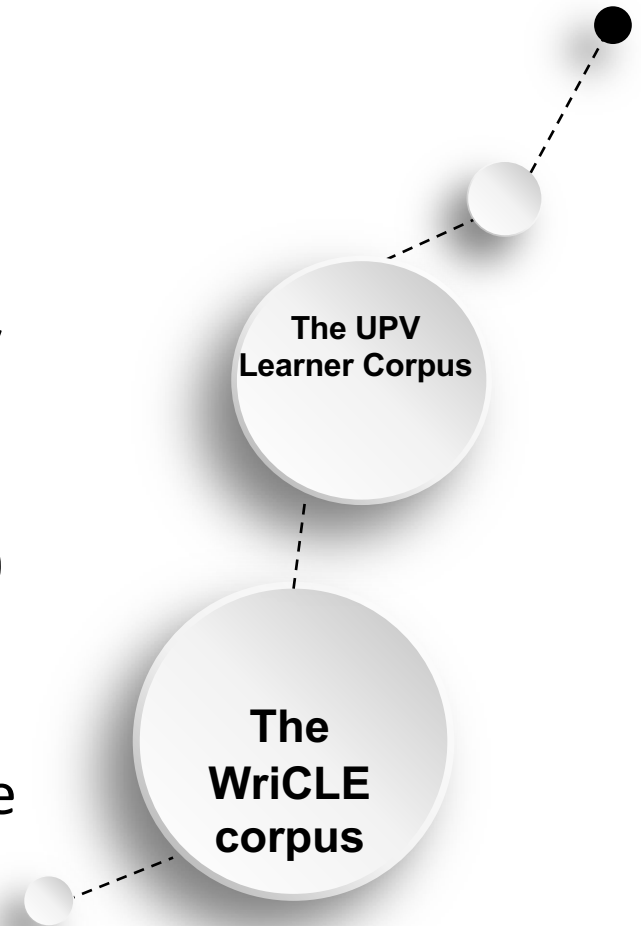 The UPV
Learner Corpus
)
The
WriCLE
e
corpus